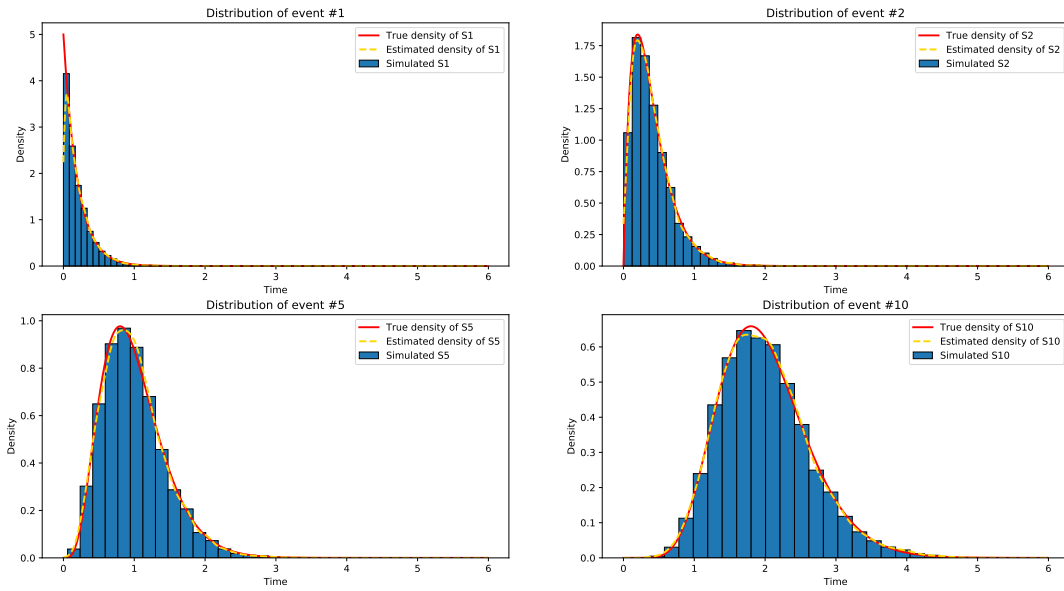 Distribution of event #1
5
4
3
2
1
0
Density
True density of S1
Estimated density of S1
Simulated S1
0 1 2 3 4 5 6
Time
Distribution of event #2
1.75
1.50
1.25
1.00
0.75
0.50
0.25
0.00
Density
True density of S2
Estimated density of S2
Simulated S2
0 1 2 3 4 5 6
Time
Distribution of event #5
1.0
0.8
0.6
0.4
0.2
0.0
Density
True density of S5
Estimated density of S5
Simulated S5
0 1 2 3 4 5 6
Time
Distribution of event #10
0.6
0.5
0.4
0.3
0.2
0.1
0.0
Density
True density of S10
Estimated density of S10
Simulated S10
0 1 2 3 4 5 6
Time